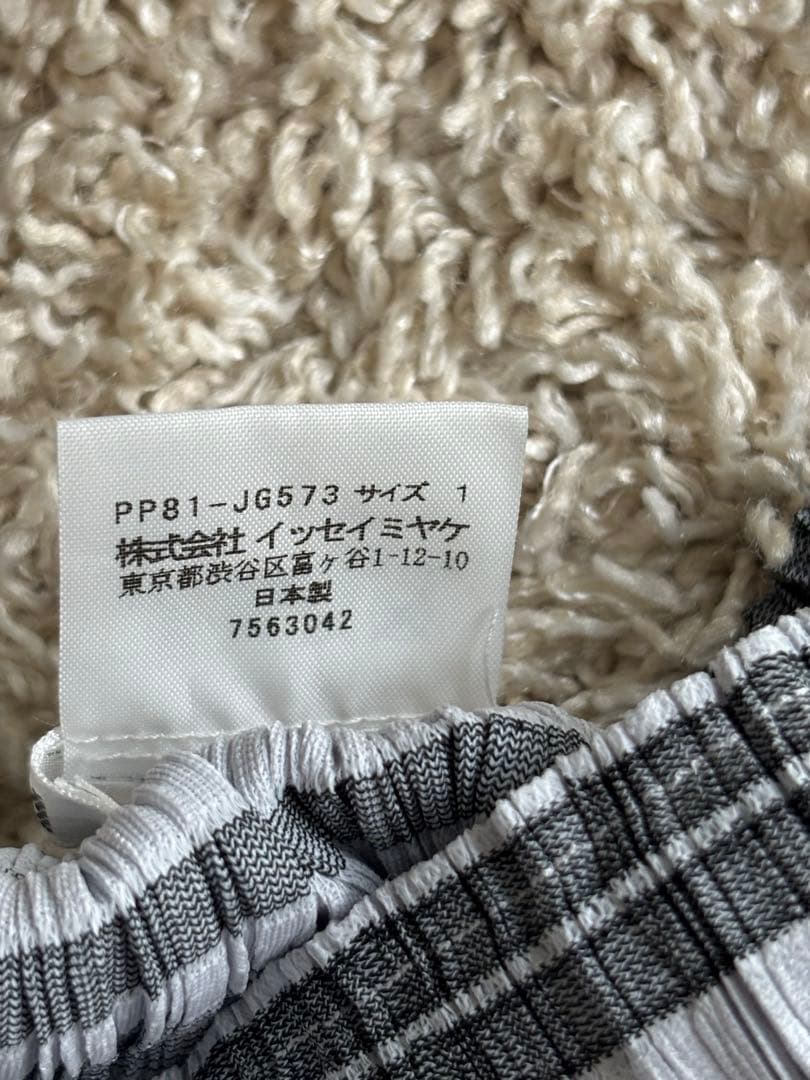 PP81-JG573 サイズ 1
株式会社 イッセイミヤケ
東京都渋谷区富ヶ谷1-12-10
日本製
7563042